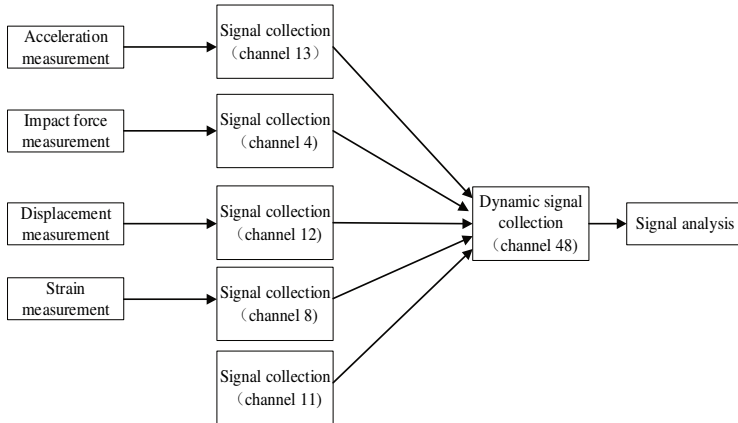 Acceleration
measurement
Signal collection
（channel 13）
Impact force
measurement
Signal collection
（channel 4)
Displacement
measurement
Signal collection
（channel 12)
Dynamic signal
collection
（channel 48)
Signal analysis
Strain
measurement
Signal collection
（channel 8)
Signal collection
（channel 11)